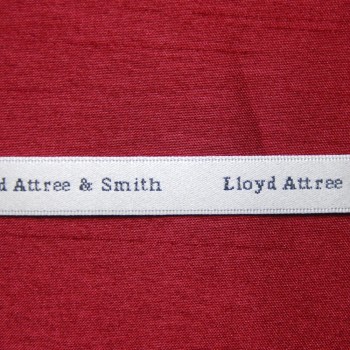 d Attree & Smith Lloyd Attree